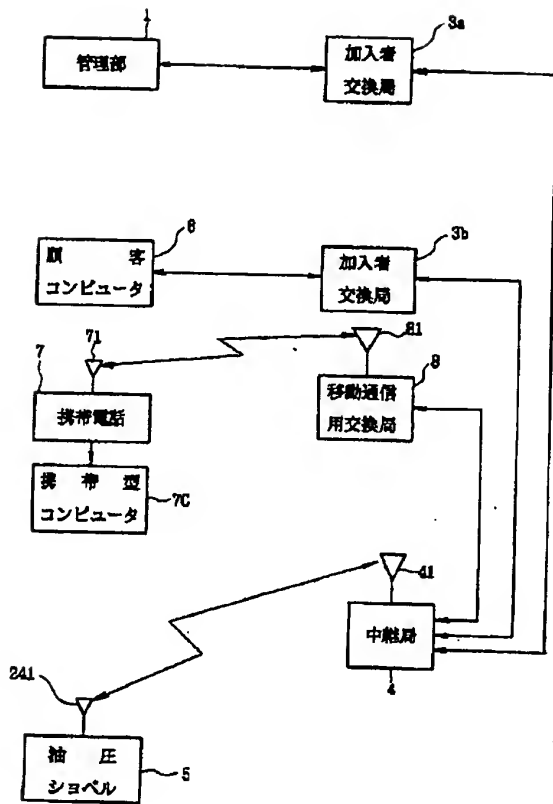 1
管理部
3a
加入者
交換局
6
顧客
コンピュータ
3b
加入者
交換局
71
81
7
携帯電話
8
移動通信
用交換局
携帯型
コンピュータ
7C
41
中継局
4
241
油圧
ショベル
5